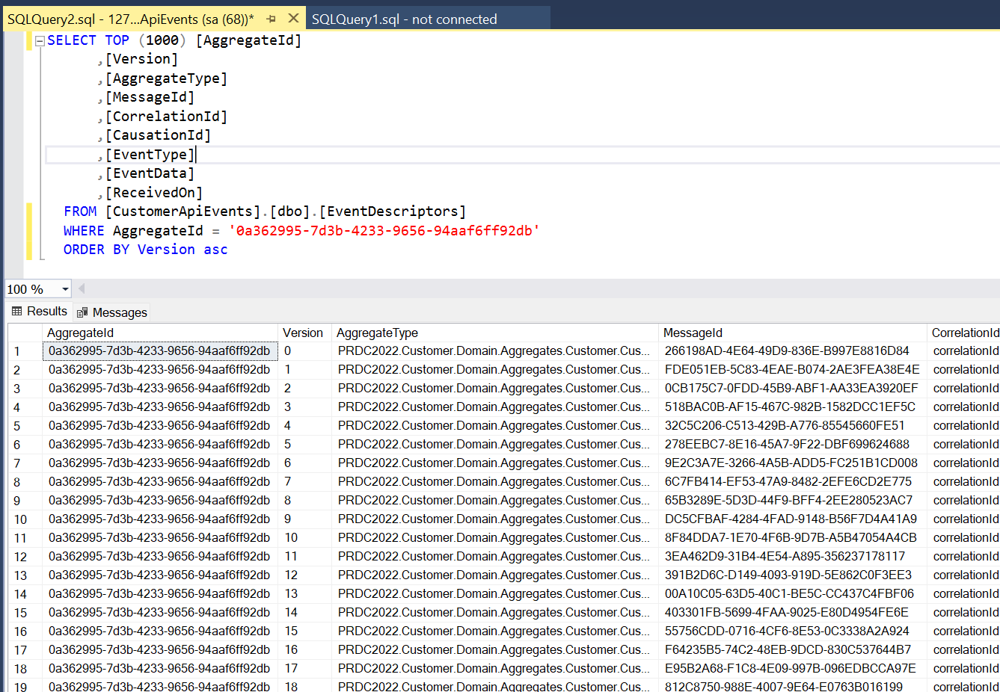 SQLQuery2.sql - 127...ApiEvents (sa (68))* SQLQuery1.sql - not connected
SELECT TOP (1000) [AggregateId]
,[Version]
,[AggregateType]
,[MessageId]
,[CorrelationId]
,[CausationId]
,[EventType]
,[EventData]
,[ReceivedOn]
FROM [CustomerApiEvents].[dbo].[EventDescriptors]
WHERE AggregateId = '0a362995-7d3b-4233-9656-94aaf6ff92db'
ORDER BY Version asc
100 %
Results Messages
AggregateId Version AggregateType MessageId CorrelationId
1 0a362995-7d3b-4233-9656-94aaf6ff92db 0 PRDC2022.Customer.Domain.Aggregates.Customer.Cus... 266198AD-4E64-49D9-836E-B997E8816D84 correlationId
2 0a362995-7d3b-4233-9656-94aaf6ff92db 1 PRDC2022.Customer.Domain.Aggregates.Customer.Cus... FDE051EB-5C83-4EAE-B074-2AE3FEA38E4E correlationId
3 0a362995-7d3b-4233-9656-94aaf6ff92db 2 PRDC2022.Customer.Domain.Aggregates.Customer.Cus... 0CB175C7-0FDD-45B9-ABF1-AA33EA3920EF correlationId
4 0a362995-7d3b-4233-9656-94aaf6ff92db 3 PRDC2022.Customer.Domain.Aggregates.Customer.Cus... 518BAC0B-AF15-467C-982B-1582DCC1EF5C correlationId
5 0a362995-7d3b-4233-9656-94aaf6ff92db 4 PRDC2022.Customer.Domain.Aggregates.Customer.Cus... 32C5C206-C513-429B-A776-85545660FE51 correlationId
6 0a362995-7d3b-4233-9656-94aaf6ff92db 5 PRDC2022.Customer.Domain.Aggregates.Customer.Cus... 278EEBC7-8E16-45A7-9F22-DBF699624688 correlationId
7 0a362995-7d3b-4233-9656-94aaf6ff92db 6 PRDC2022.Customer.Domain.Aggregates.Customer.Cus... 9E2C3A7E-3266-4A5B-ADD5-FC251B1CD008 correlationId
8 0a362995-7d3b-4233-9656-94aaf6ff92db 7 PRDC2022.Customer.Domain.Aggregates.Customer.Cus... 6C7FB414-EF53-47A9-8482-2EFE6CD2E775 correlationId
9 0a362995-7d3b-4233-9656-94aaf6ff92db 8 PRDC2022.Customer.Domain.Aggregates.Customer.Cus... 65B3289E-5D3D-44F9-BFF4-2EE280523AC7 correlationId
10 0a362995-7d3b-4233-9656-94aaf6ff92db 9 PRDC2022.Customer.Domain.Aggregates.Customer.Cus... DC5CFBAF-4284-4FAD-9148-B56F7D4A41A9 correlationId
11 0a362995-7d3b-4233-9656-94aaf6ff92db 10 PRDC2022.Customer.Domain.Aggregates.Customer.Cus... 8F84DDA7-1E70-4F6B-9D7B-A5B47054A4CB correlationId
12 0a362995-7d3b-4233-9656-94aaf6ff92db 11 PRDC2022.Customer.Domain.Aggregates.Customer.Cus... 3EA462D9-31B4-4E54-A895-356237178117 correlationId
13 0a362995-7d3b-4233-9656-94aaf6ff92db 12 PRDC2022.Customer.Domain.Aggregates.Customer.Cus... 391B2D6C-D149-4093-919D-5E862C0F3EE3 correlationId
14 0a362995-7d3b-4233-9656-94aaf6ff92db 13 PRDC2022.Customer.Domain.Aggregates.Customer.Cus... 00A10C05-63D5-40C1-BE5C-CC437C4FBF06 correlationId
15 0a362995-7d3b-4233-9656-94aaf6ff92db 14 PRDC2022.Customer.Domain.Aggregates.Customer.Cus... 403301FB-5699-4FAA-9025-E80D4954FE6E correlationId
16 0a362995-7d3b-4233-9656-94aaf6ff92db 15 PRDC2022.Customer.Domain.Aggregates.Customer.Cus... 55756CDD-0716-4CF6-8E53-0C3338A2A924 correlationId
17 0a362995-7d3b-4233-9656-94aaf6ff92db 16 PRDC2022.Customer.Domain.Aggregates.Customer.Cus... F64235B5-74C2-48EB-9DCD-830C537644B7 correlationId
18 0a362995-7d3b-4233-9656-94aaf6ff92db 17 PRDC2022.Customer.Domain.Aggregates.Customer.Cus... E95B2A68-F1C8-4E09-997B-096EDBCCA97E correlationId
19 0a362995-7d3b-4233-9656-94aaf6ff92db 18 PRDC2022.Customer.Domain.Aggregates.Customer.Cus... 812C8750-988E-4007-9E64-E0763B016199 correlationId